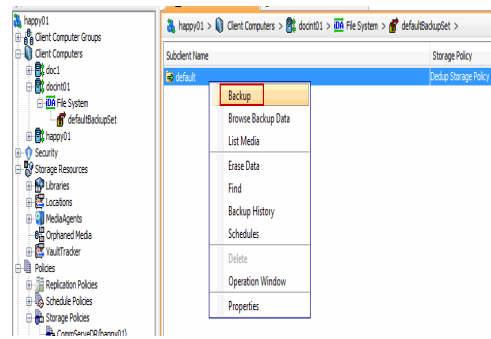 happy01
Client Computer Groups
Client Computers
doc1
docint01
iDA File System
defaultBackupSet
happy01
Security
Storage Resources
Libraries
Locations
MediaAgents
Orphaned Media
VaultTracker
Policies
Replication Policies
Schedule Policies
Storage Policies
CommServeDR(happy01)
happy01 > Client Computers > docint01 > iDA File System > defaultBackupSet >
Subclient Name Storage Policy
default Dedup Storage Policy
Backup
Browse Backup Data
List Media
Erase Data
Find
Backup History
Schedules
Delete
Operation Window
Properties